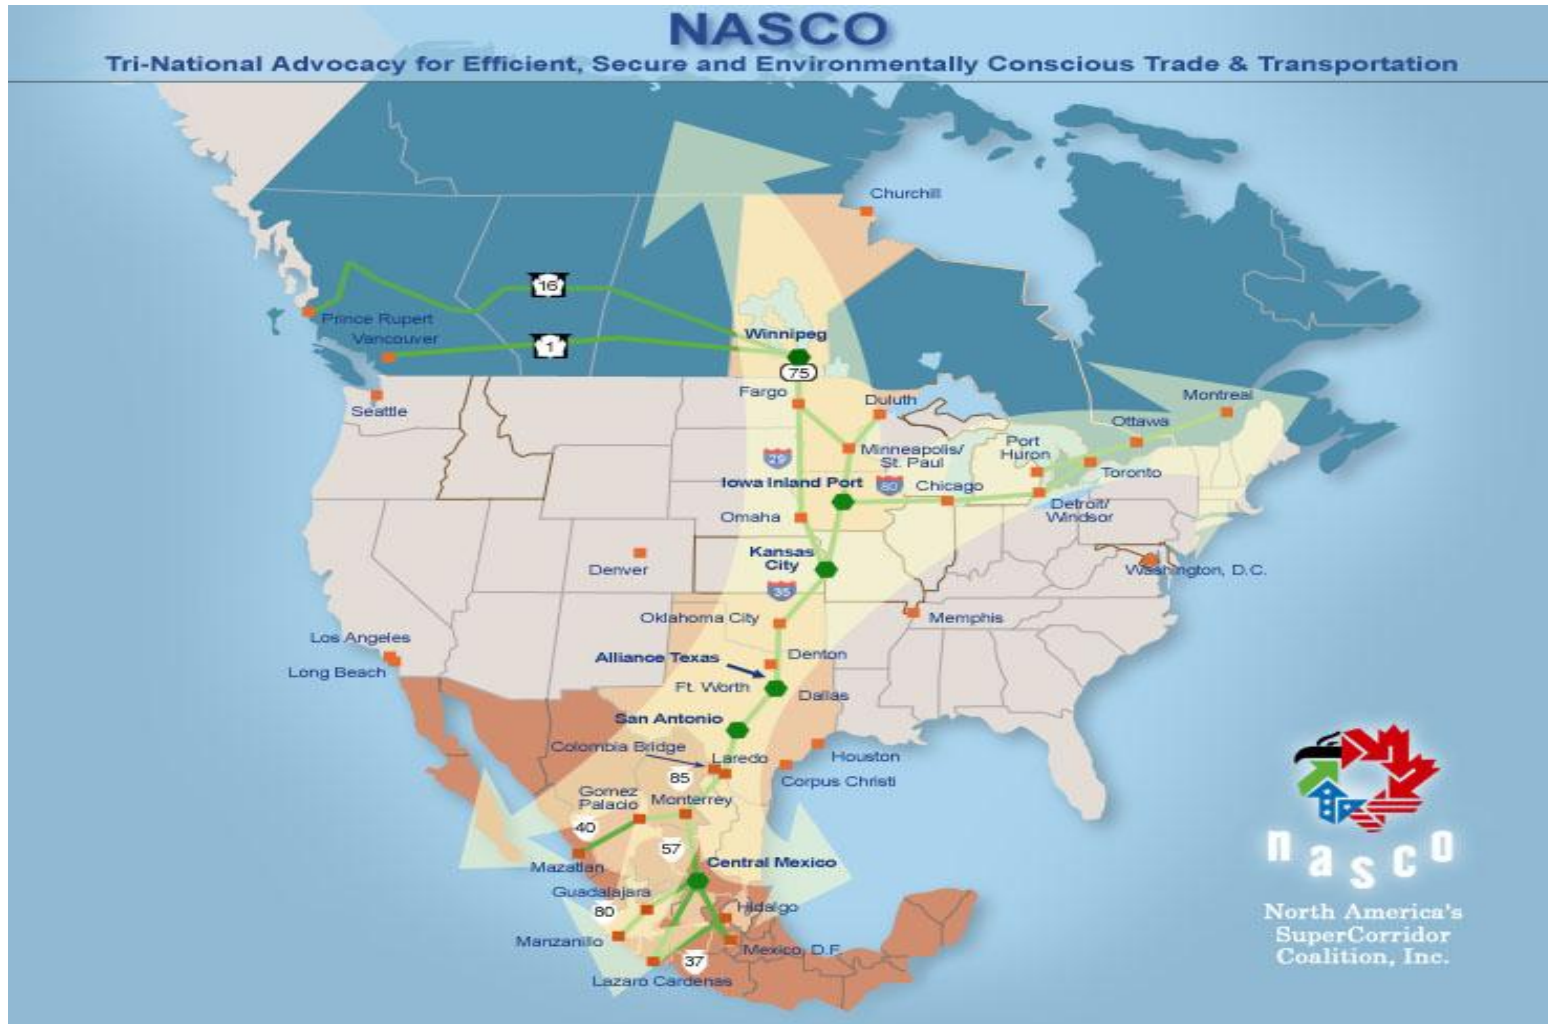 NASCO
Tri-National Advocacy for Efficient, Secure and Environmentally Conscious Trade & Transportation
Churchill
16
Prince Rupert
Vancouver
1
Winnipeg
75
Seattle
Fargo
Duluth
Montreal
Ottawa
Port
Huron
Toronto
29
Minneapolis/
St. Paul
Iowa Inland Port
80
Chicago
Detroit/
Windsor
Omaha
Kansas
City
Denver
35
Washington, D.C.
Oklahoma City
Memphis
Los Angeles
Long Beach
Alliance Texas
Denton
Ft. Worth
Dallas
San Antonio
Colombia Bridge
Laredo
Houston
Corpus Christi
85
Gomez
Palacio
Monterrey
40
57
Mazatlan
Central Mexico
Guadalajara
80
Hidalgo
Manzanillo
Mexico, D.F.
37
Lazaro Cardenas
nasco
North America's
SuperCorridor
Coalition, Inc.